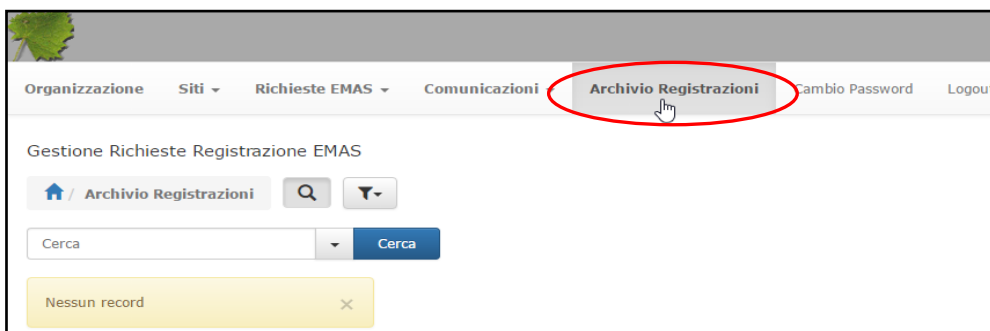 Organizzazione Siti Richieste EMAS Comunicazioni Archivio Registrazioni Cambio Password Logout
Gestione Richieste Registrazione EMAS
/ Archivio Registrazioni
Cerca Cerca
Nessun record ×